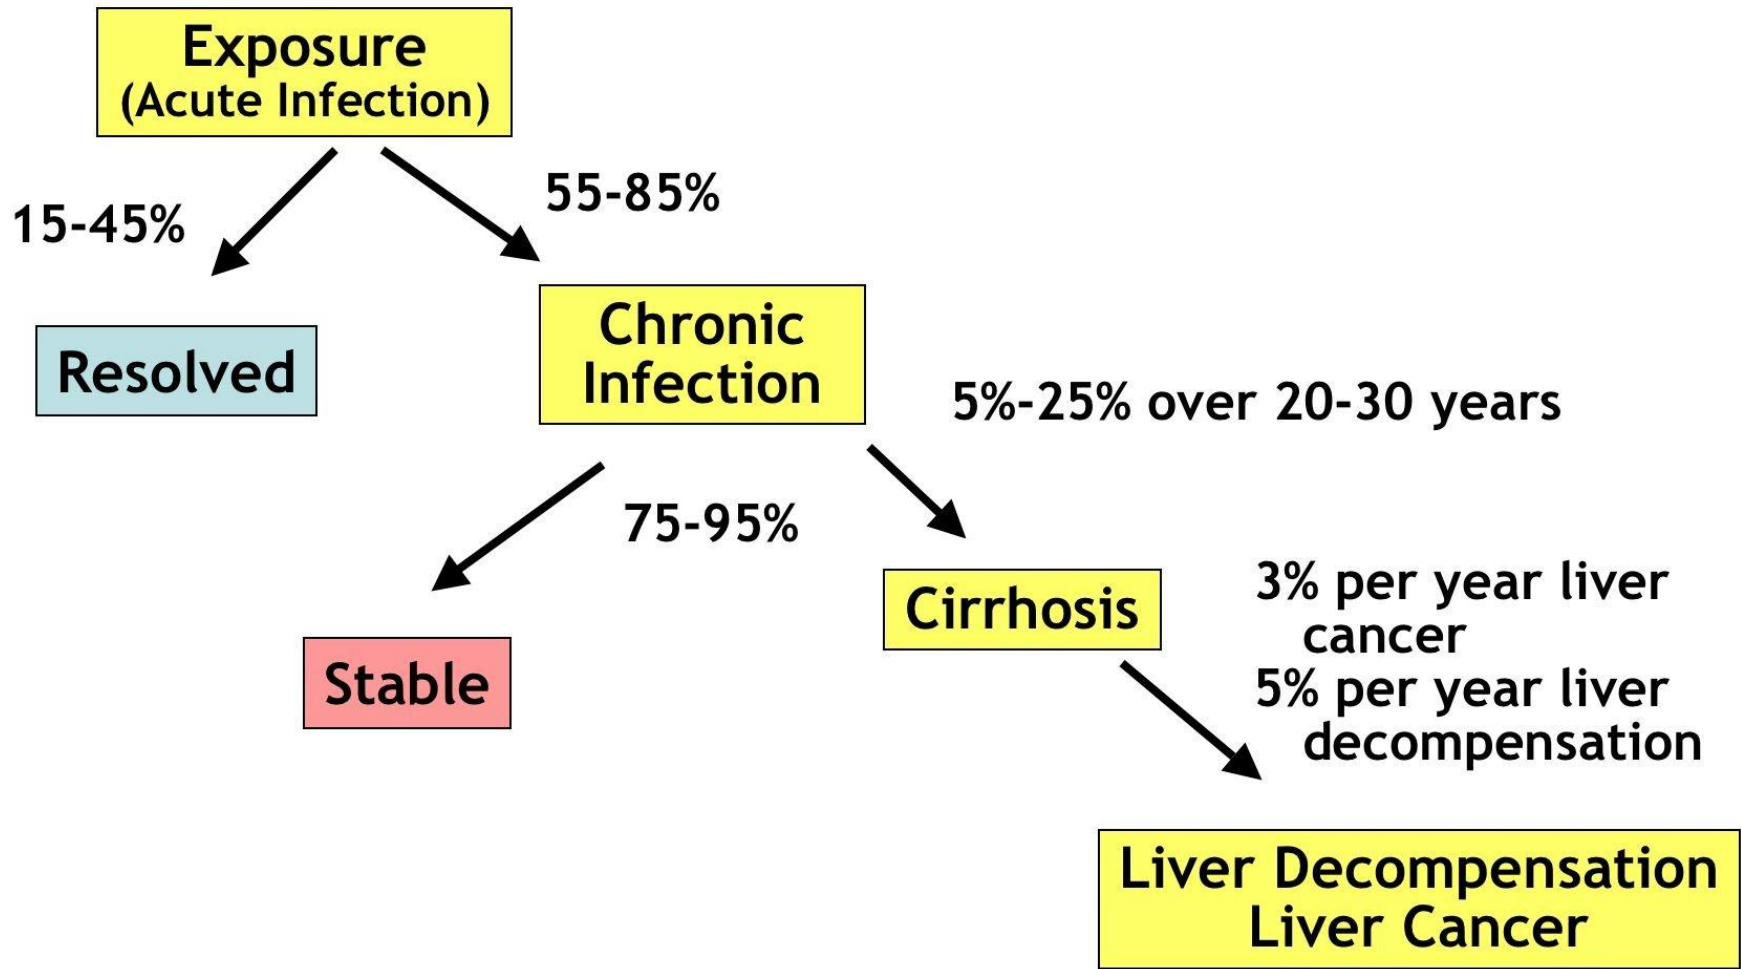 Exposure
(Acute Infection)
15-45%
55-85%
Resolved
Chronic
Infection
5%-25% over 20-30 years
75-95%
Stable
Cirrhosis
3% per year liver
cancer
5% per year liver
decompensation
Liver Decompensation
Liver Cancer